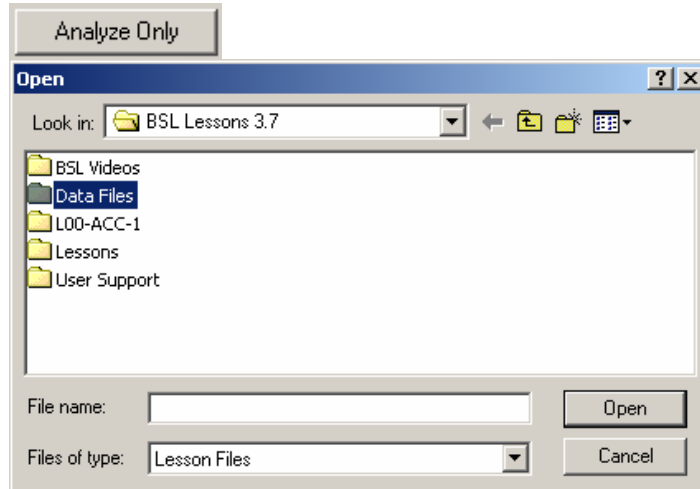 Analyze Only
Open
Look in: BSL Lessons 3.7
BSL Videos
Data Files
L00-ACC-1
Lessons
User Support
File name:
Open
Files of type: Lesson Files
Cancel